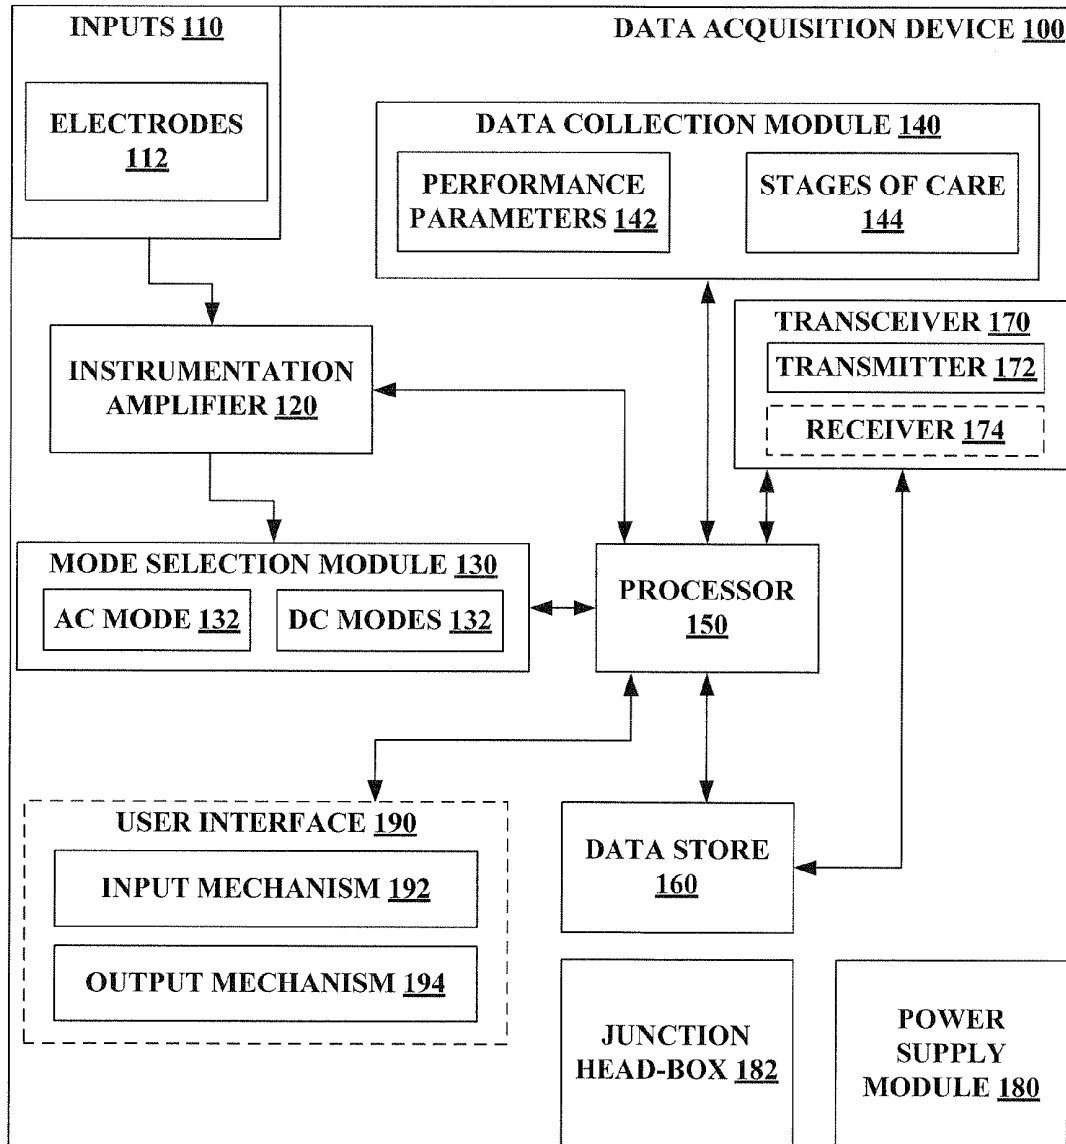 INPUTS 110
DATA ACQUISITION DEVICE 100
ELECTRODES
112
DATA COLLECTION MODULE 140
PERFORMANCE
PARAMETERS 142
STAGES OF CARE
144
TRANSCEIVER 170
TRANSMITTER 172
RECEIVER 174
INSTRUMENTATION
AMPLIFIER 120
MODE SELECTION MODULE 130
AC MODE 132
DC MODES 132
PROCESSOR
150
USER INTERFACE 190
INPUT MECHANISM 192
OUTPUT MECHANISM 194
DATA STORE
160
JUNCTION
HEAD-BOX 182
POWER
SUPPLY
MODULE 180